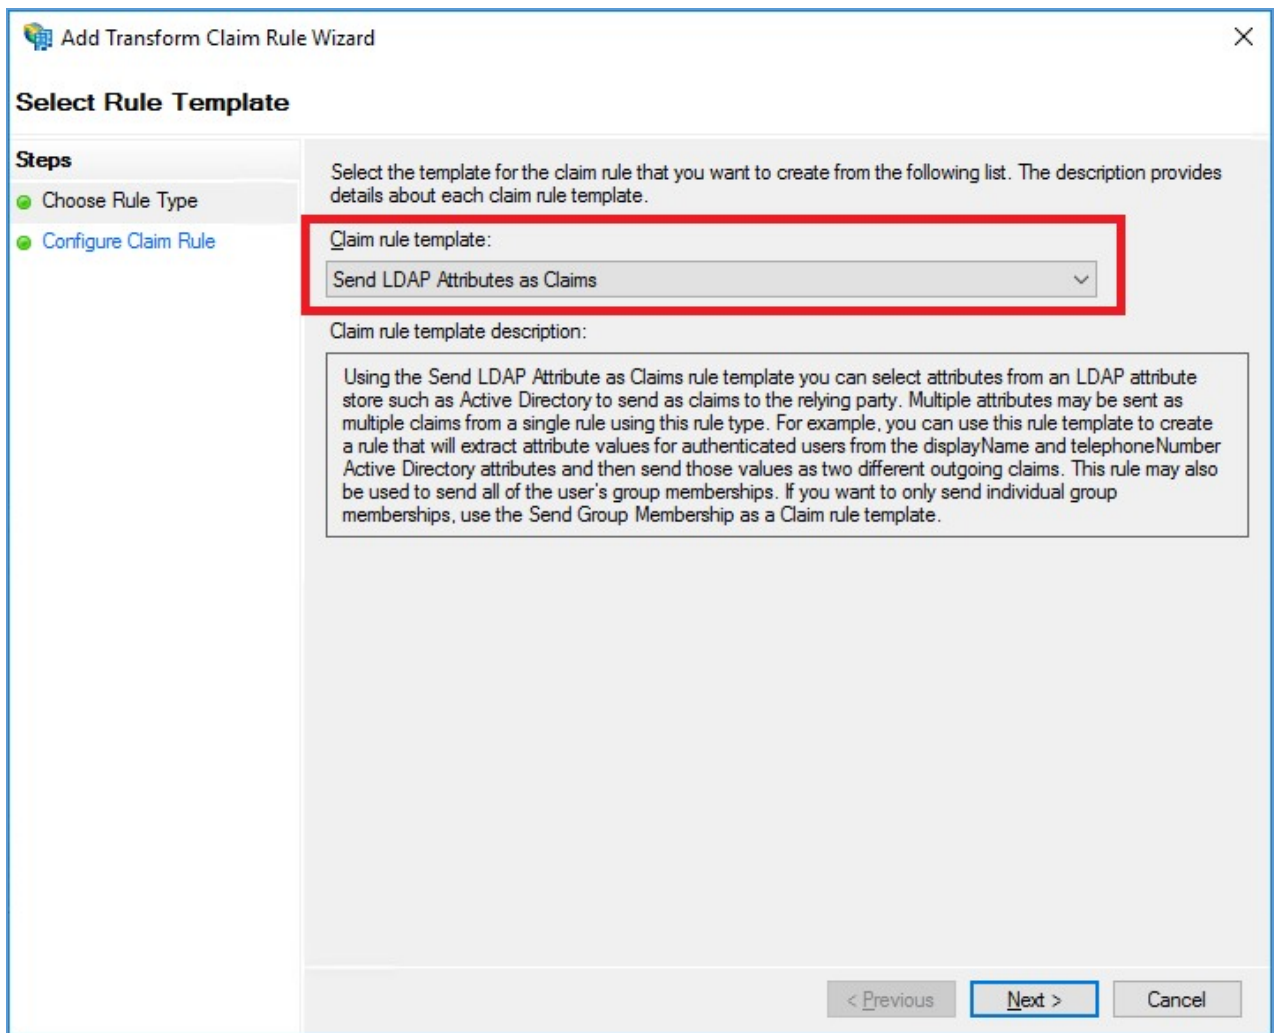 Add Transform Claim Rule Wizard
Select Rule Template
Steps
Choose Rule Type
Configure Claim Rule
Select the template for the claim rule that you want to create from the following list. The description provides
details about each claim rule template.
Claim rule template:
Send LDAP Attributes as Claims
Claim rule template description:
Using the Send LDAP Attribute as Claims rule template you can select attributes from an LDAP attribute
store such as Active Directory to send as claims to the relying party. Multiple attributes may be sent as
multiple claims from a single rule using this rule type. For example, you can use this rule template to create
a rule that will extract attribute values for authenticated users from the displayName and telephoneNumber
Active Directory attributes and then send those values as two different outgoing claims. This rule may also
be used to send all of the user's group memberships. If you want to only send individual group
memberships, use the Send Group Membership as a Claim rule template.
< Previous
Next >
Cancel